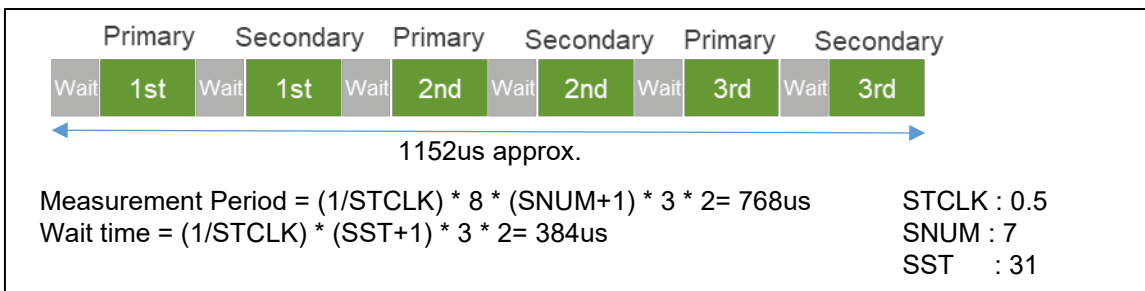 Primary Secondary Primary Secondary Primary Secondary
Wait 1st Wait 1st Wait 2nd Wait 2nd Wait 3rd Wait 3rd
1152us approx.
Measurement Period = (1/STCLK) * 8 * (SNUM+1) * 3 * 2= 768us STCLK : 0.5
Wait time = (1/STCLK) * (SST+1) * 3 * 2= 384us SNUM : 7
SST : 31